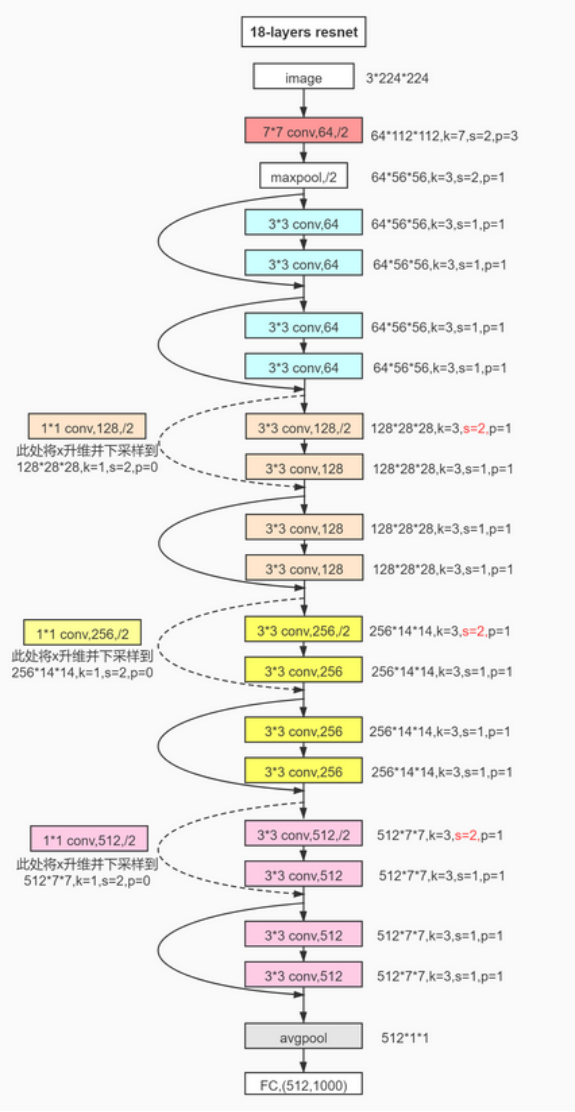 18-layers resnet
image 3*224*224
7*7 conv,64,/2 64*112*112,k=7,s=2,p=3
maxpool,/2 64*56*56,k=3,s=2,p=1
3*3 conv,64 64*56*56,k=3,s=1,p=1
3*3 conv,64 64*56*56,k=3,s=1,p=1
3*3 conv,64 64*56*56,k=3,s=1,p=1
3*3 conv,64 64*56*56,k=3,s=1,p=1
1*1 conv,128,/2 3*3 conv,128,/2 128*28*28,k=3,s=2,p=1
此处将x升维并下采样到
128*28*28,k=1,s=2,p=0 3*3 conv,128 128*28*28,k=3,s=1,p=1
3*3 conv,128 128*28*28,k=3,s=1,p=1
3*3 conv,128 128*28*28,k=3,s=1,p=1
1*1 conv,256,/2 3*3 conv,256,/2 256*14*14,k=3,s=2,p=1
此处将x升维并下采样到
256*14*14,k=1,s=2,p=0 3*3 conv,256 256*14*14,k=3,s=1,p=1
3*3 conv,256 256*14*14,k=3,s=1,p=1
3*3 conv,256 256*14*14,k=3,s=1,p=1
1*1 conv,512,/2 3*3 conv,512,/2 512*7*7,k=3,s=2,p=1
此处将x升维并下采样到
512*7*7,k=1,s=2,p=0 3*3 conv,512 512*7*7,k=3,s=1,p=1
3*3 conv,512 512*7*7,k=3,s=1,p=1
3*3 conv,512 512*7*7,k=3,s=1,p=1
avgpool 512*1*1
FC,(512,1000)